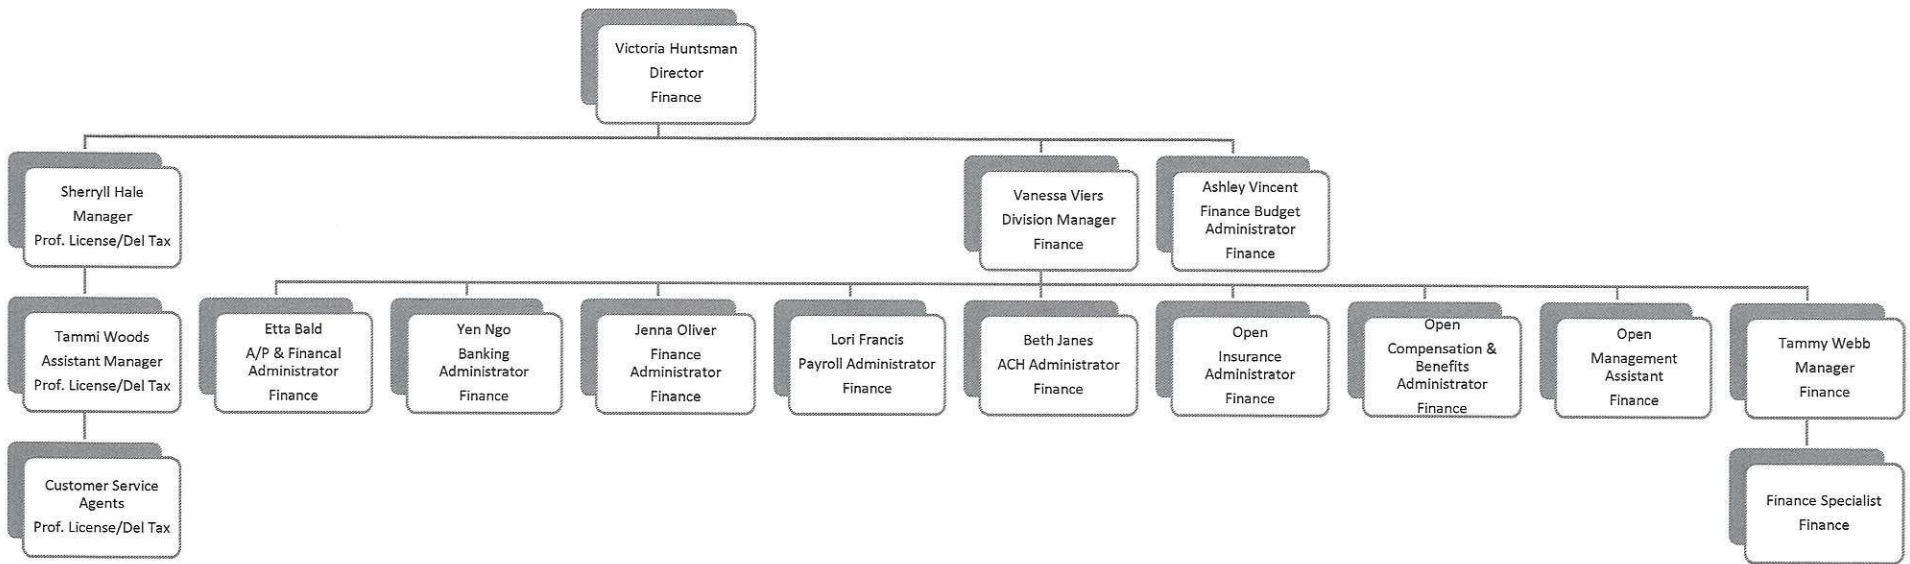 Victoria Huntsman
Director
Finance
Sherryll Hale
Manager
Prof. License/Del Tax
Vanessa Viers
Division Manager
Finance
Ashley Vincent
Finance Budget
Administrator
Finance
Tammi Woods
Assistant Manager
Prof. License/Del Tax
Etta Bald
A/P & Financal
Administrator
Finance
Yen Ngo
Banking
Administrator
Finance
Jenna Oliver
Finance
Administrator
Finance
Lori Francis
Payroll Administrator
Finance
Beth Janes
ACH Administrator
Finance
Open
Insurance
Administrator
Finance
Open
Compensation &
Benefits
Administrator
Finance
Open
Management
Assistant
Finance
Tammy Webb
Manager
Finance
Customer Service
Agents
Prof. License/Del Tax
Finance Specialist
Finance